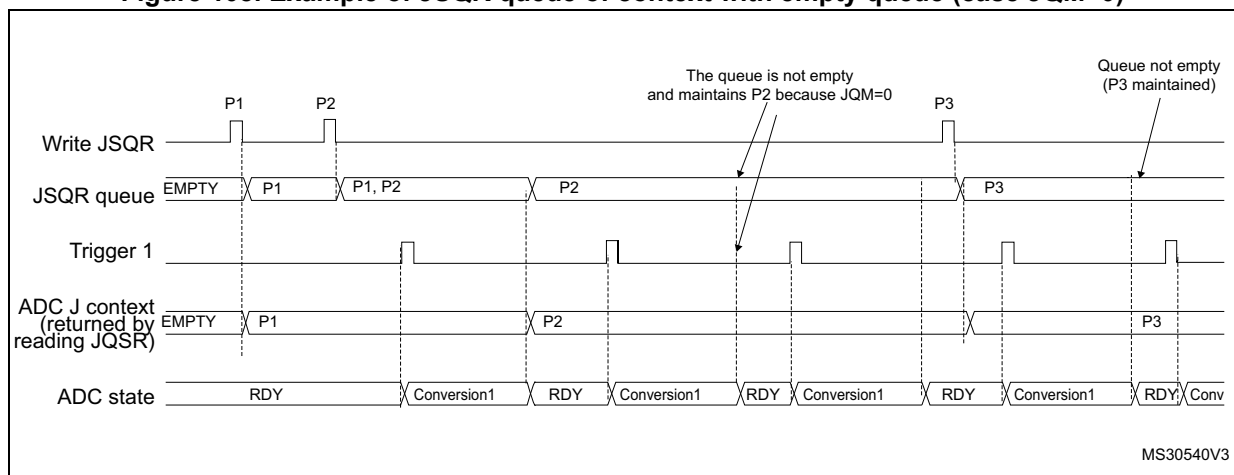 Example of JSQR queue of context with empty queue (case JQM=0)
The queue is not empty
and maintains P2 because JQM=0
Queue not empty
(P3 maintained)
P1 P2 P3
Write JSQR
JSQR queue EMPTY P1 P1, P2 P2 P3
Trigger 1
ADC J context
(returned by
reading JQSR) EMPTY P1 P2 P3
ADC state RDY Conversion1 RDY Conversion1 RDY Conversion1 RDY Conversion1 RDY Conv
MS30540V3